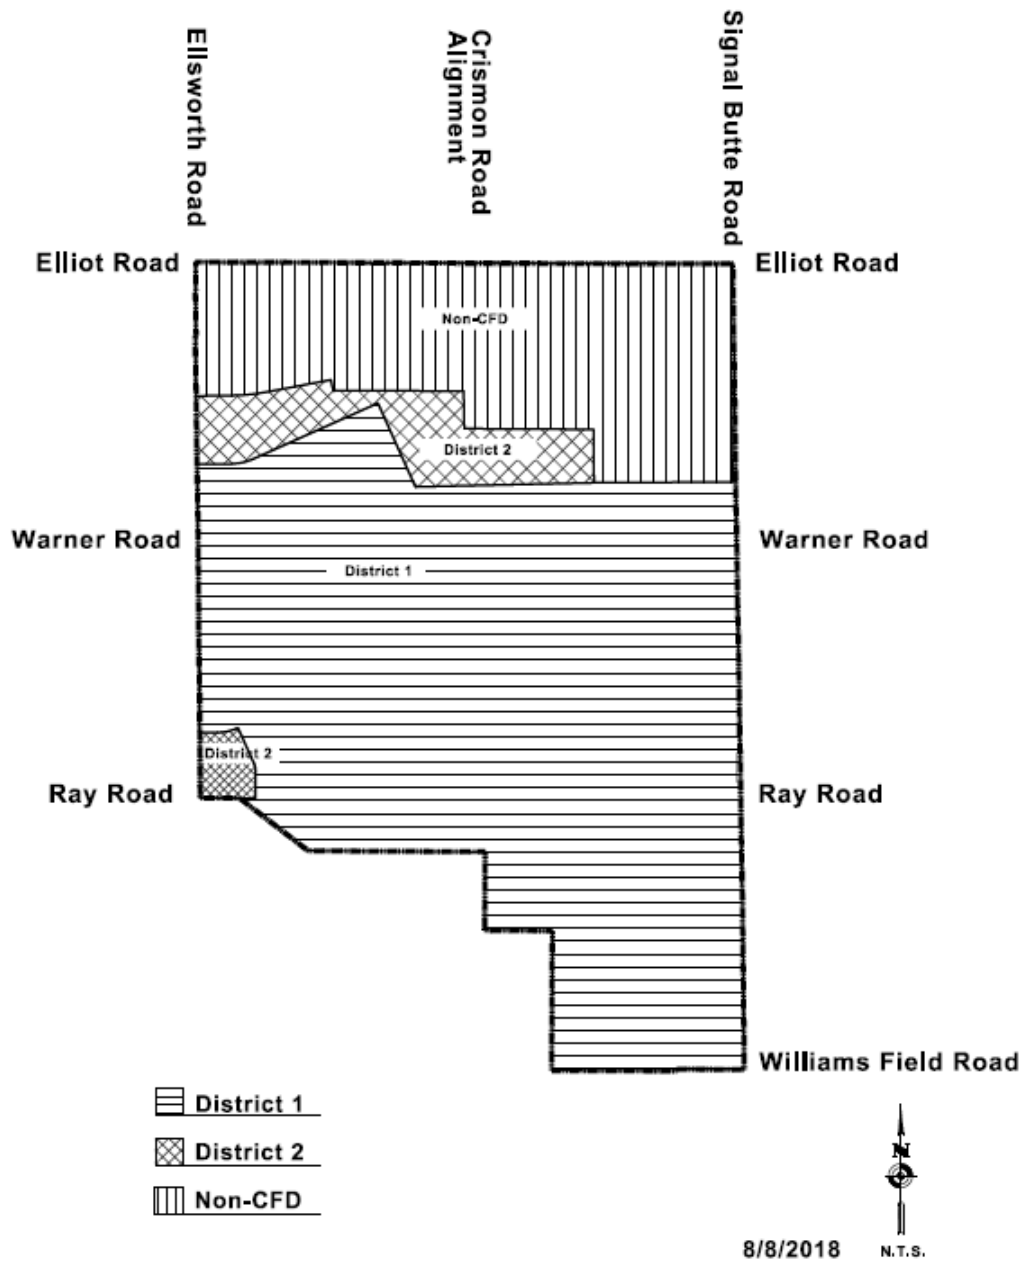 Ellsworth Road
Crismon Road
Alignment
Signal Butte Road
Elliot Road
Elliot Road
Non-CFD
District 2
Warner Road
Warner Road
District 1
District 2
Ray Road
Ray Road
Williams Field Road
District 1
District 2
Non-CFD
N
8/8/2018
N.T.S.